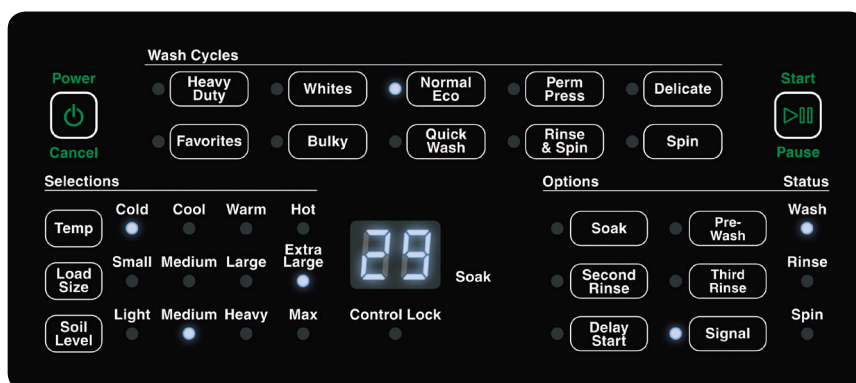 Wash Cycles
Power
Cancel
Heavy
Duty
Whites
Normal
Eco
Perm
Press
Delicate
Favorites
Bulky
Quick
Wash
Rinse
& Spin
Spin
Start
Pause
Selections
Temp
Cold Cool Warm Hot
Load
Size
Small Medium Large Extra
Large
Soil
Level
Light Medium Heavy Max
29
Soak
Control Lock
Options
Soak
Pre-
Wash
Second
Rinse
Third
Rinse
Delay
Start
Signal
Status
Wash
Rinse
Spin